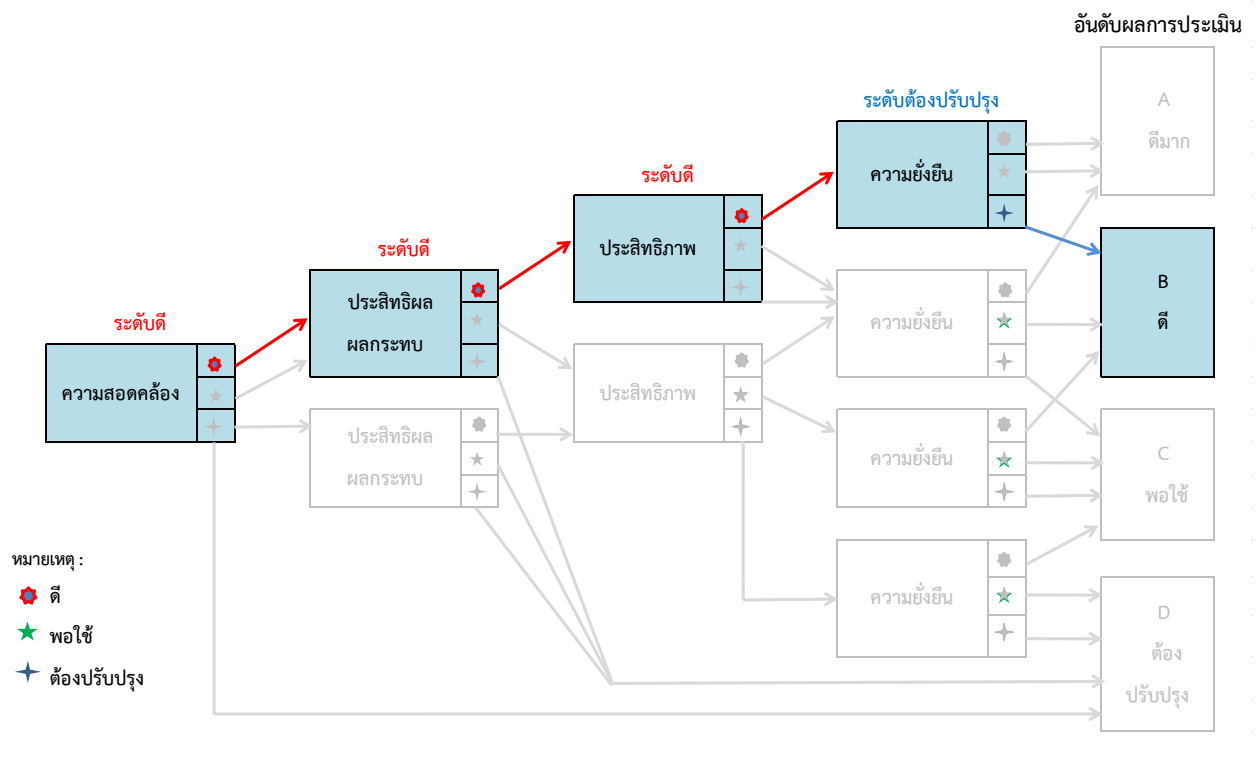 อันดับผลการประเมิน
A
ดีมาก
ระดับต้องปรับปรุง
ความยั่งยืน
ระดับดี
ประสิทธิภาพ
B
ดี
ระดับดี
ประสิทธิผล
ผลกระทบ
ความยั่งยืน
ระดับดี
ความสอดคล้อง
ประสิทธิภาพ
ประสิทธิผล
ผลกระทบ
ความยั่งยืน
C
พอใช้
หมายเหตุ :
ดี
พอใช้
ต้องปรับปรุง
ความยั่งยืน
D
ต้อง
ปรับปรุง